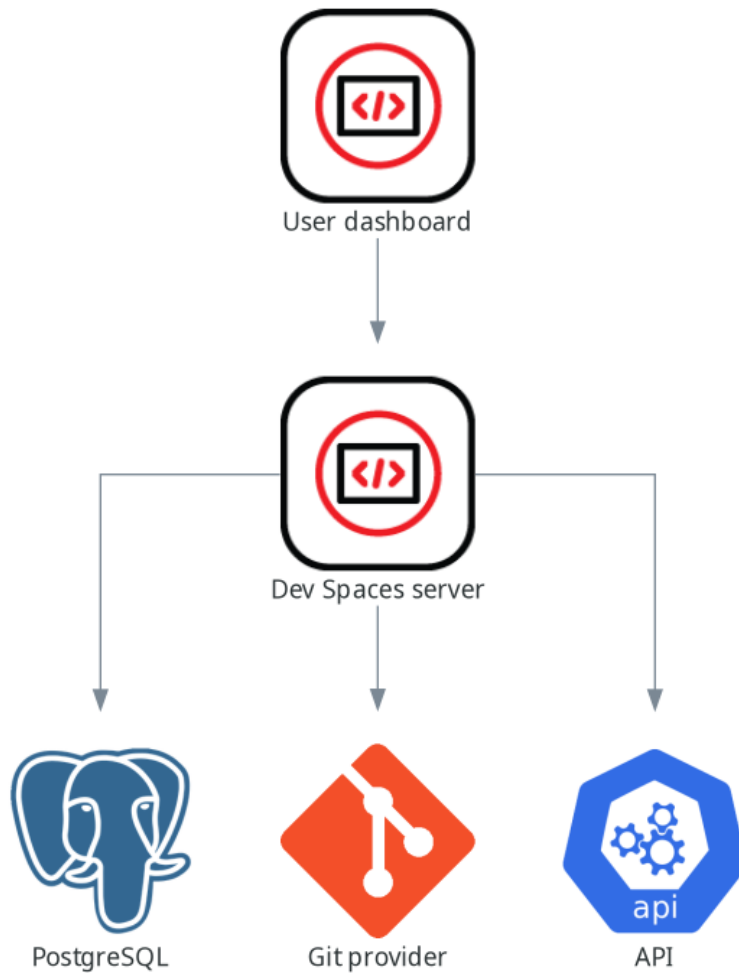 </>
User dashboard
</>
Dev Spaces server
api
PostgreSQL
Git provider
API